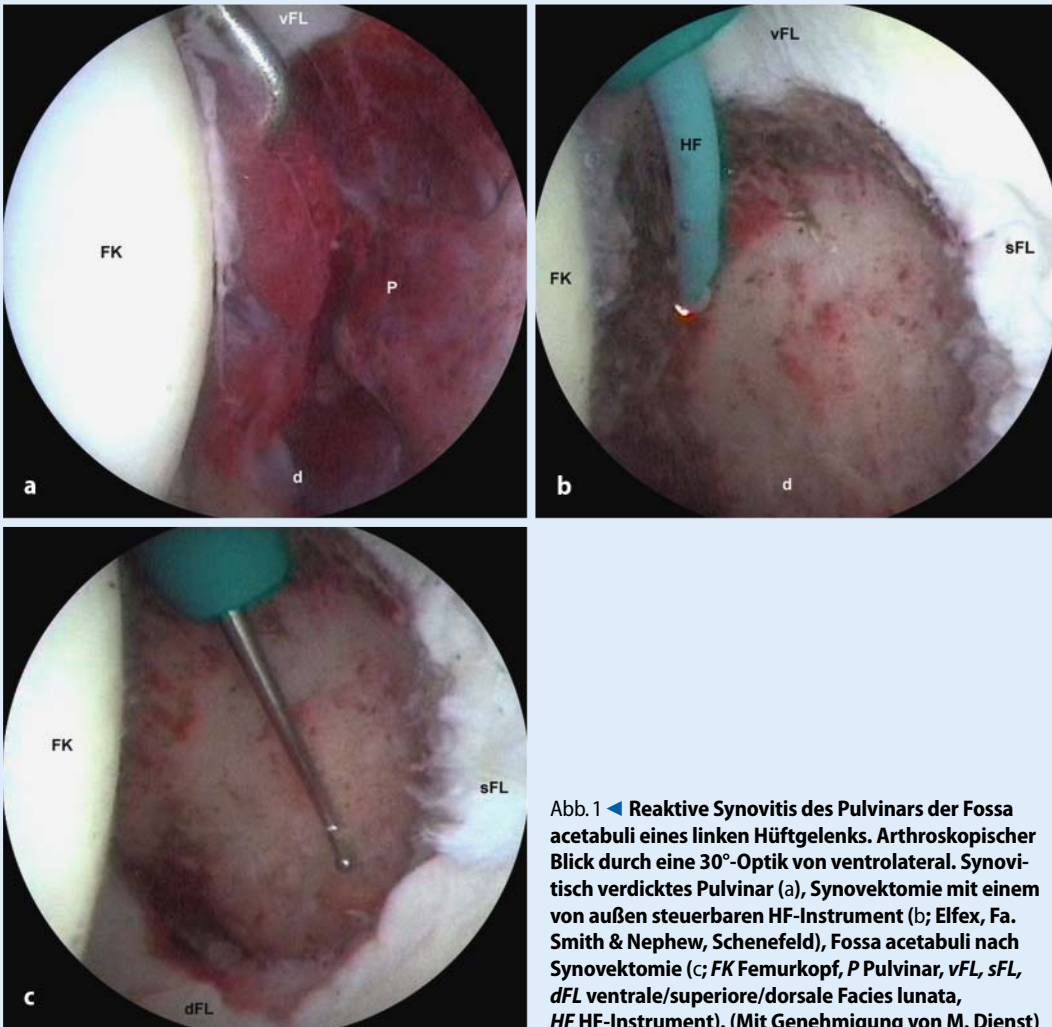 vFL
FK
P
d
a
vFL
HF
sFL
FK
d
b
FK
sFL
dFL
c
Abb. 1 ◄ Reaktive Synovitis des Pulvinars der Fossa
acetabuli eines linken Hüftgelenks. Arthroskopischer
Blick durch eine 30°-Optik von ventrolateral. Synovi-
tisch verdicktes Pulvinar (a), Synovektomie mit einem
von außen steuerbaren HF-Instrument (b; Elfex, Fa.
Smith & Nephew, Schenefeld), Fossa acetabuli nach
Synovektomie (c; FK Femurkopf, P Pulvinar, vFL, sFL,
dFL ventrale/superiore/dorsale Facies lunata,
HF HF-Instrument). (Mit Genehmigung von M. Dienst)